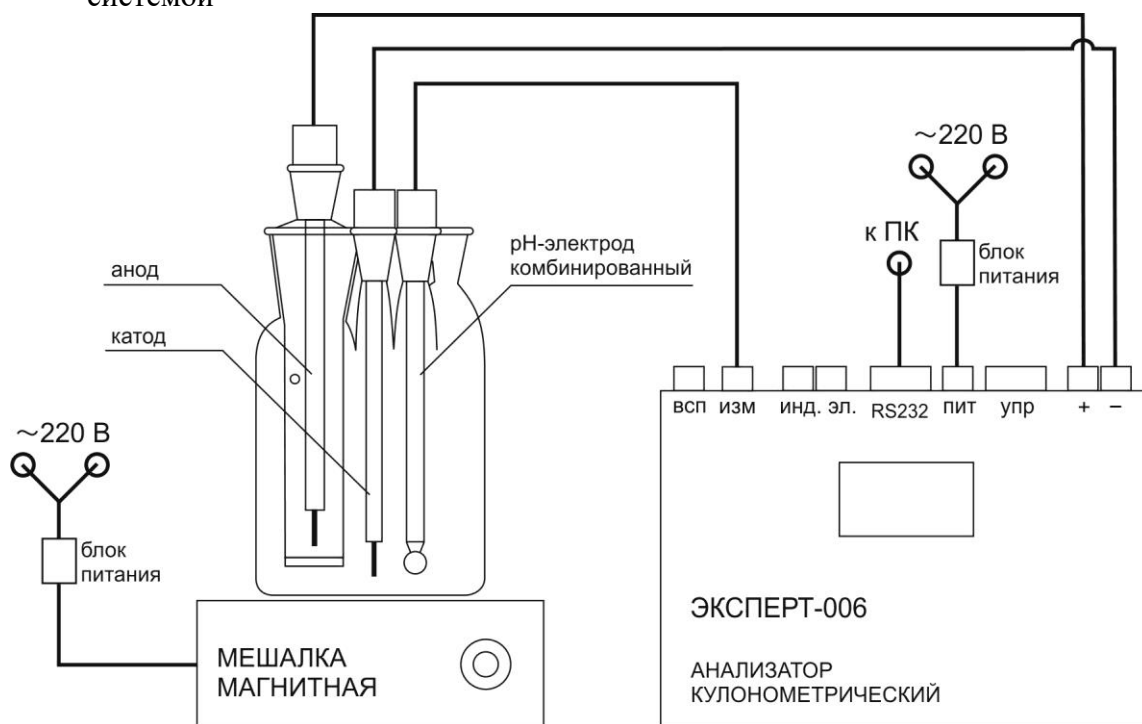 системой
~220 В
к ПК
блок
питания
рН-электрод
комбинированный
анод
катод
всп изм инд. эл. RS232 пит упр + −
~220 В
блок
питания
ЭКСПЕРТ-006
АНАЛИЗАТОР
КУЛОНОМЕТРИЧЕСКИЙ
МЕШАЛКА
МАГНИТНАЯ